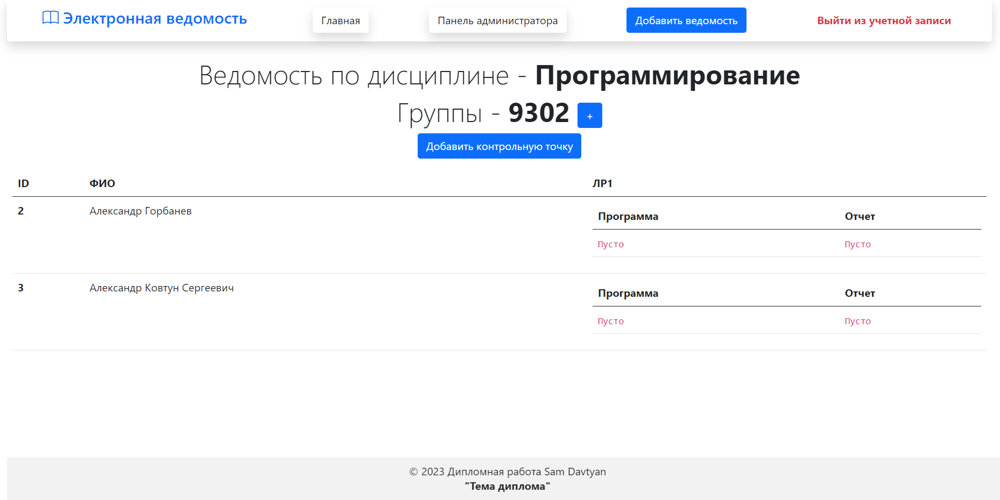 Электронная ведомость
Главная
Панель администратора
Добавить ведомость
Выйти из учетной записи
Ведомость по дисциплине - Программирование
Группы - 9302 +
Добавить контрольную точку
ID ФИО ЛР1
2 Александр Горбанев
Программа Отчет
Пусто Пусто
3 Александр Ковтун Сергеевич
Программа Отчет
Пусто Пусто
© 2023 Дипломная работа Sam Davtyan
"Тема диплома"